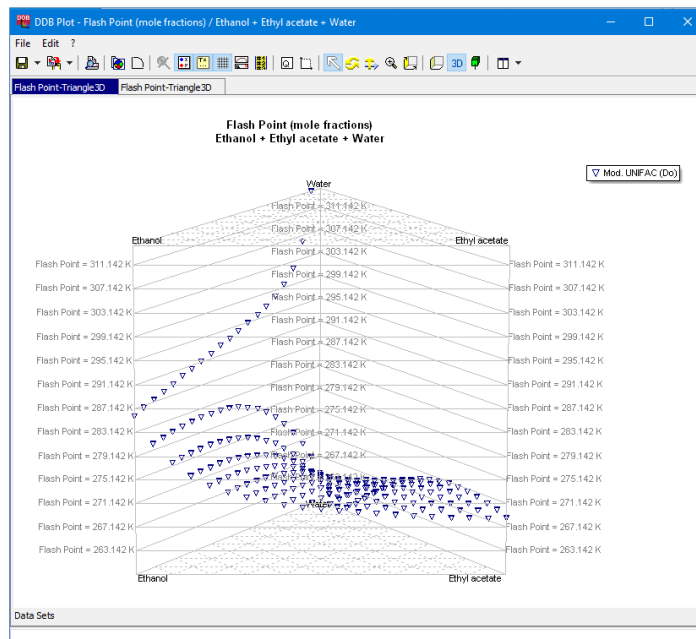 DDB Plot - Flash Point (mole fractions) / Ethanol + Ethyl acetate + Water
File Edit ?
3D
Flash Point-Triangle3D Flash Point-Triangle3D
Flash Point (mole fractions)
Ethanol + Ethyl acetate + Water
Mod. UNIFAC (Do)
Water
Flash Point = 311.142 K
Flash Point = 307.142 K
Ethanol
Ethyl acetate
Flash Point = 303.142 K
Flash Point = 311.142 K
Flash Point = 311.142 K
Flash Point = 299.142 K
Flash Point = 307.142 K
Flash Point = 307.142 K
Flash Point = 295.142 K
Flash Point = 303.142 K
Flash Point = 303.142 K
Flash Point = 291.142 K
Flash Point = 299.142 K
Flash Point = 299.142 K
Flash Point = 287.142 K
Flash Point = 295.142 K
Flash Point = 295.142 K
Flash Point = 283.142 K
Flash Point = 291.142 K
Flash Point = 291.142 K
Flash Point = 279.142 K
Flash Point = 287.142 K
Flash Point = 287.142 K
Flash Point = 275.142 K
Flash Point = 283.142 K
Flash Point = 283.142 K
Flash Point = 271.142 K
Flash Point = 279.142 K
Flash Point = 279.142 K
Flash Point = 267.142 K
Flash Point = 275.142 K
Flash Point = 275.142 K
Flash Point = 271.142 K
Flash Point = 271.142 K
Water
Flash Point = 267.142 K
Flash Point = 267.142 K
Flash Point = 263.142 K
Flash Point = 263.142 K
Ethanol
Ethyl acetate
Data Sets